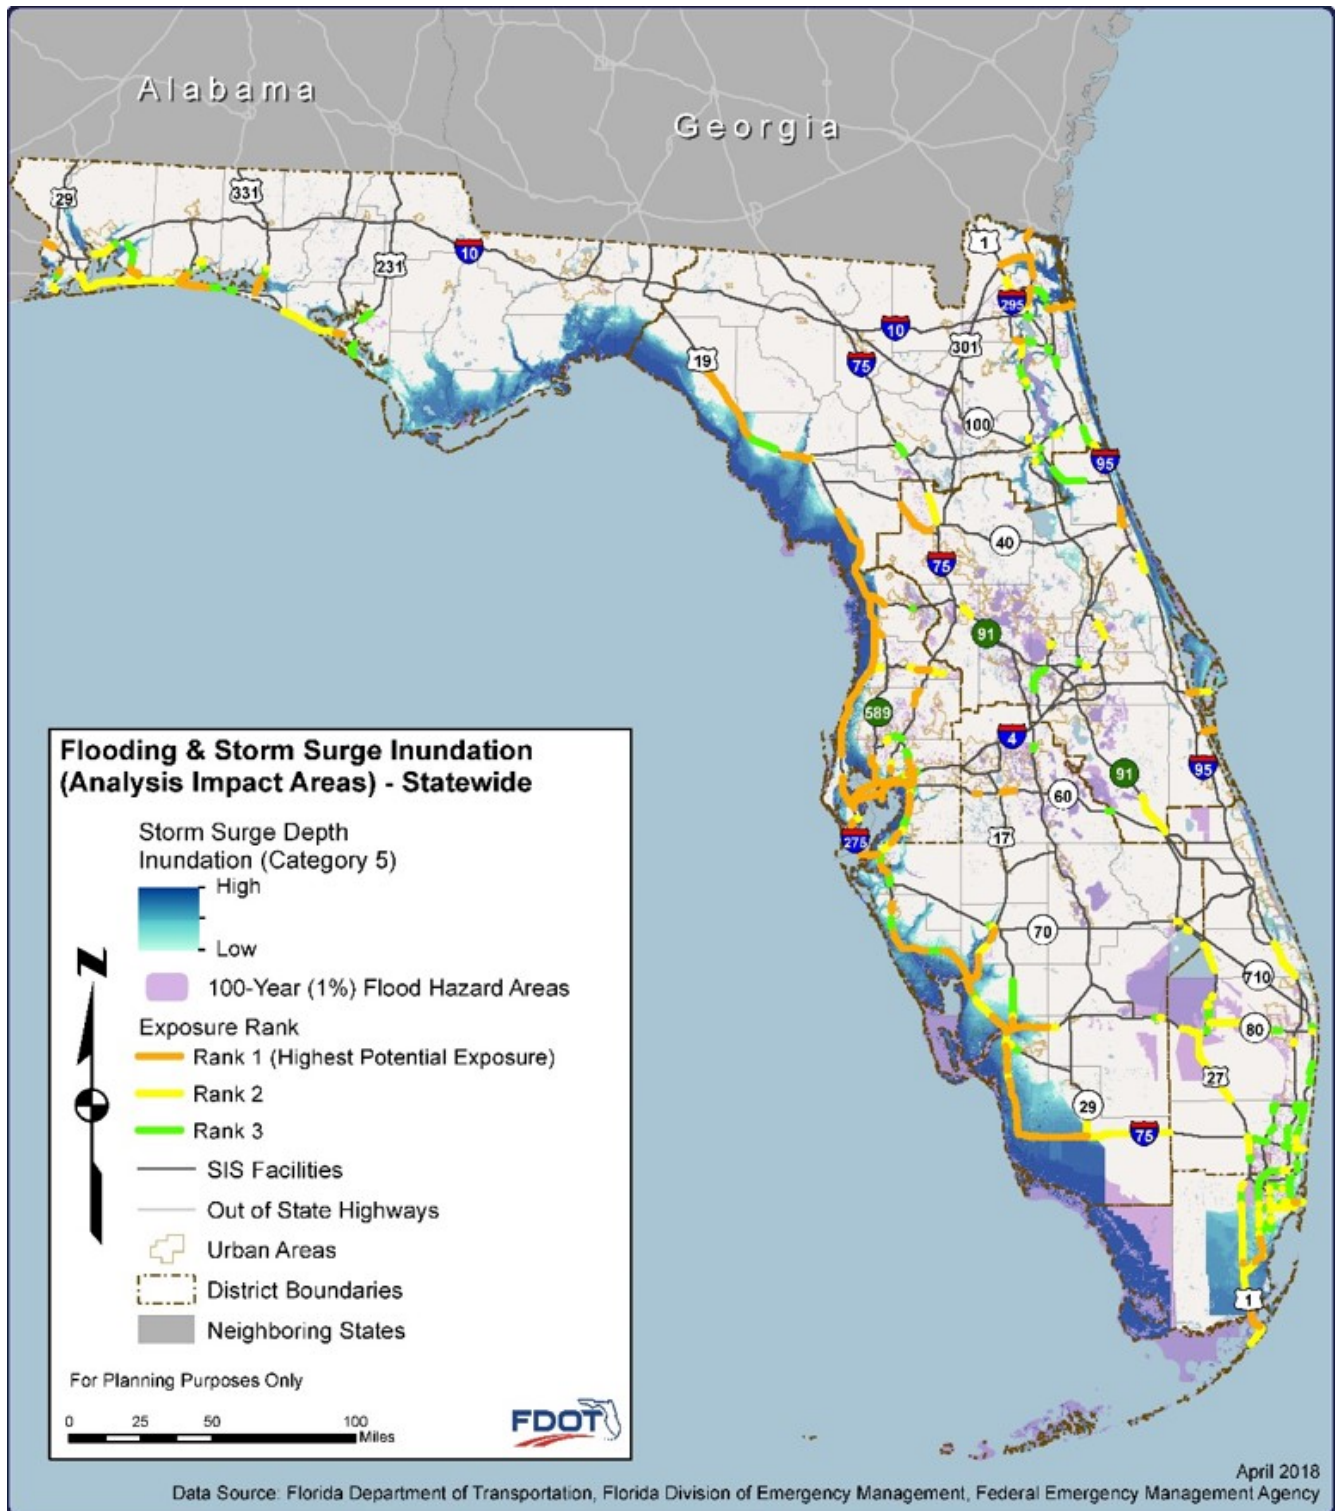 Alabama
Georgia
29
331
231
10
1
295
10
301
19
75
100
95
40
75
91
589
4
91
95
60
275
17
70
710
80
27
29
75
1
Flooding & Storm Surge Inundation
(Analysis Impact Areas) - Statewide
Storm Surge Depth
Inundation (Category 5)
High
Low
100-Year (1%) Flood Hazard Areas
Exposure Rank
Rank 1 (Highest Potential Exposure)
Rank 2
Rank 3
SIS Facilities
Out of State Highways
Urban Areas
District Boundaries
Neighboring States
N
For Planning Purposes Only
0 25 50 100
Miles
FDOT
April 2018
Data Source: Florida Department of Transportation, Florida Division of Emergency Management, Federal Emergency Management Agency